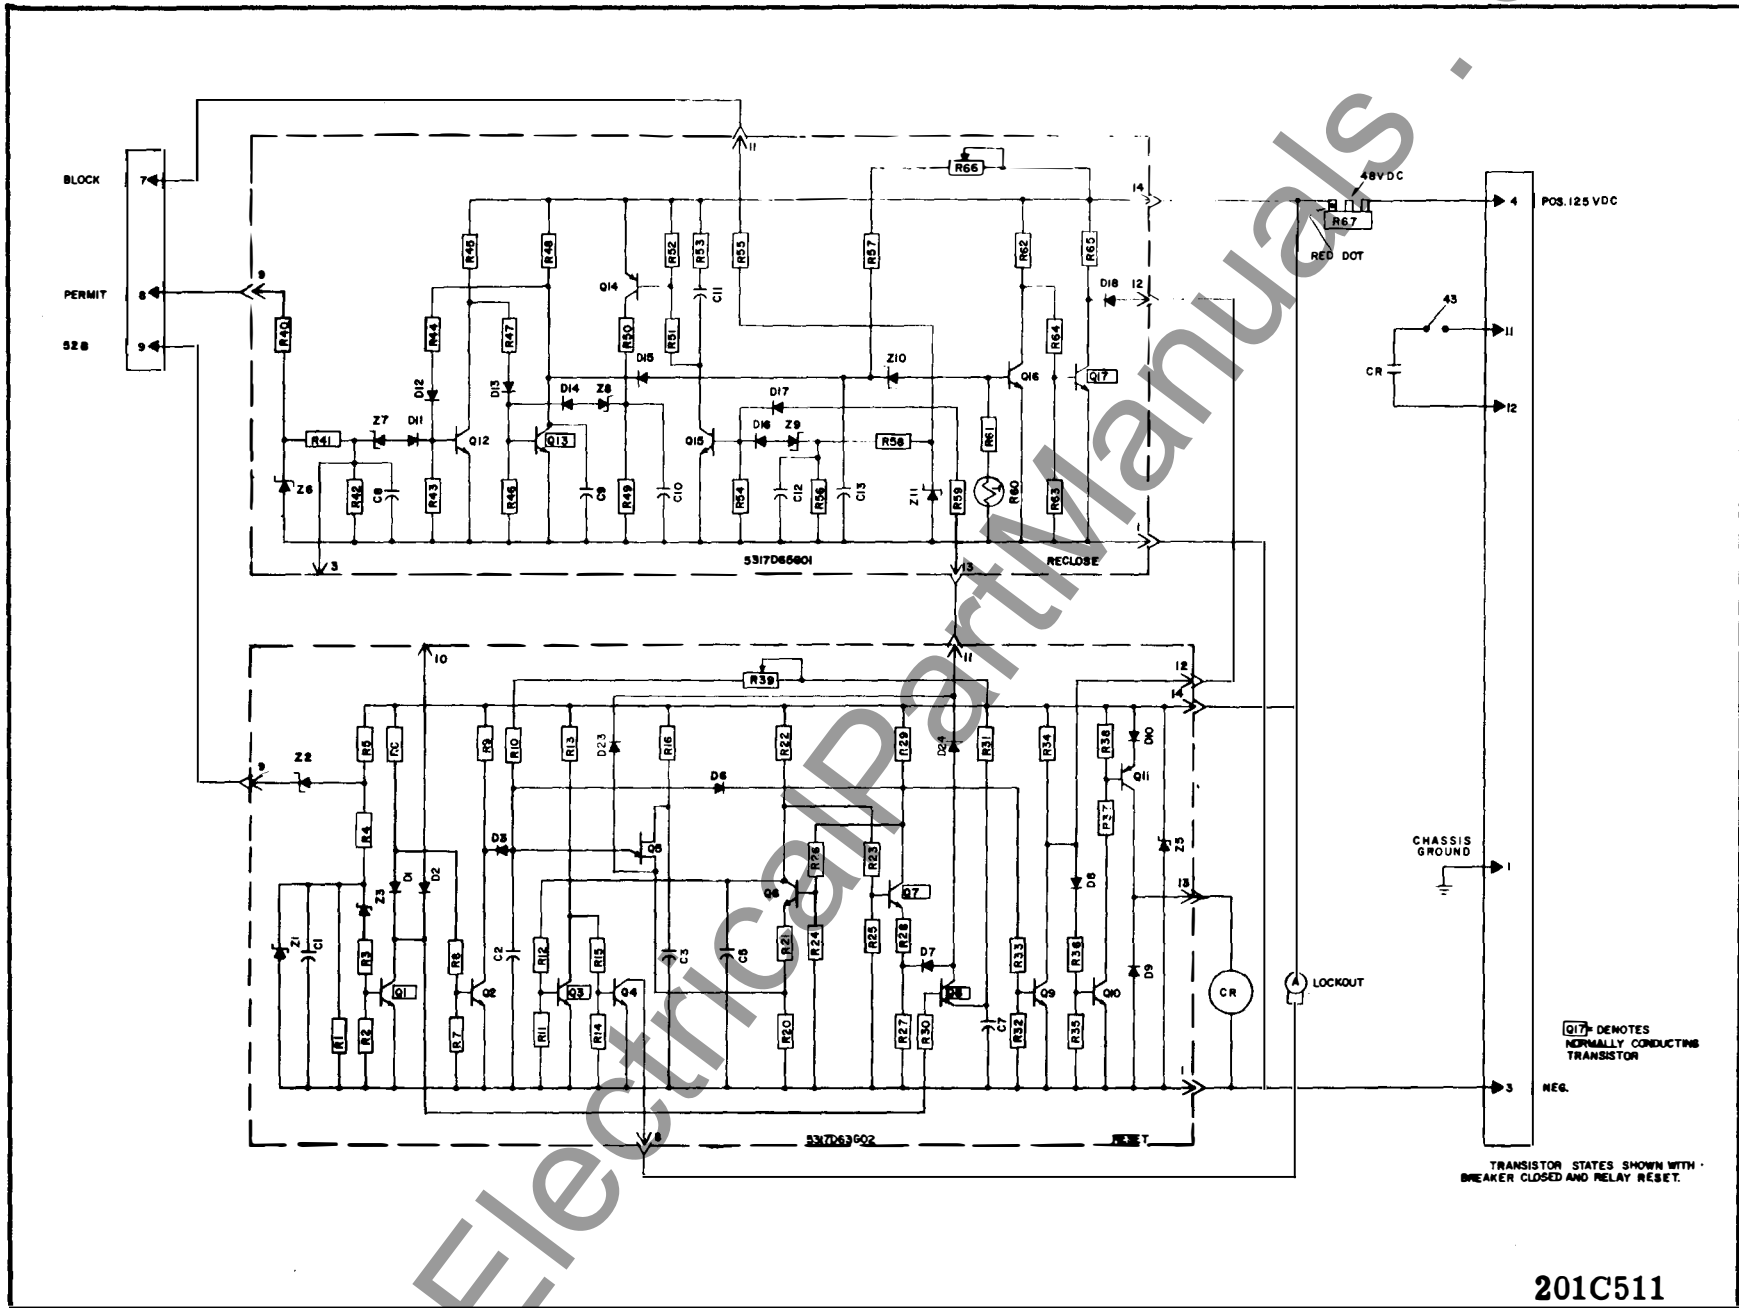 BLOCK
7
PERMIT
8
52B
9
9
11
R66
14
48VDC
R67
RED DOT
4
POS. 125 VDC
R45
R48
Q14
R52
R53
R55
R57
R62
R65
C11
D18
12
43
11
R40
R44
R47
R50
R51
D15
Z10
R64
Q16
Q17
CR
12
D12
D13
D14
Z8
D17
Z7
D11
R41
Q12
Q13
Q15
D16
Z9
R58
R61
Z6
R42
C8
R43
R46
C9
R49
C10
R54
C12
R56
C13
Z11
R59
R60
R63
1
5317D65G01
RECLOSE
3
13
10
11
R39
12
14
Z2
9
R5
R9
R10
R13
D23
R16
R22
R29
D24
R31
R34
R38
D10
Q11
D6
R4
D3
Q5
R26
R23
R37
Z5
CHASSIS
GROUND
1
Z3
D1
D2
Q6
Q7
D8
13
Z1
C1
R3
R8
C2
R12
R15
C3
C5
R21
R24
R25
R28
D7
R33
R36
D9
Q1
Q2
Q3
Q4
Q8
Q9
Q10
CR
A
LOCKOUT
R1
R2
R7
R11
R14
R20
R27
R30
C7
R32
R35
Q17 = DENOTES
NORMALLY CONDUCTING
TRANSISTOR
1
3
NEG.
5317D63G02
8
RESET
TRANSISTOR STATES SHOWN WITH
BREAKER CLOSED AND RELAY RESET.
201C511
ElectricalPartManuals .